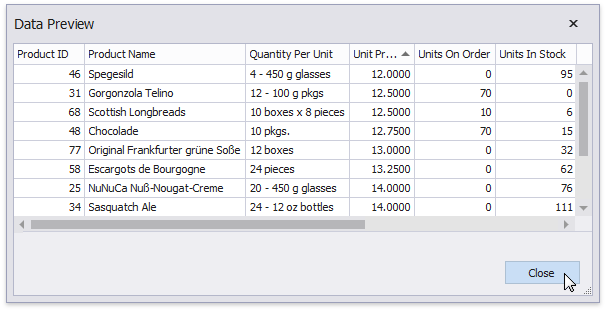 Data Preview
Product ID Product Name Quantity Per Unit Unit Pr... Units On Order Units In Stock
46 Spegesild 4 - 450 g glasses 12.0000 0 95
31 Gorgonzola Telino 12 - 100 g pkgs 12.5000 70 0
68 Scottish Longbreads 10 boxes x 8 pieces 12.5000 10 6
48 Chocolade 10 pkgs. 12.7500 70 15
77 Original Frankfurter grüne Soße 12 boxes 13.0000 0 32
58 Escargots de Bourgogne 24 pieces 13.2500 0 62
25 NuNuCa Nuß-Nougat-Creme 20 - 450 g glasses 14.0000 0 76
34 Sasquatch Ale 24 - 12 oz bottles 14.0000 0 111
Close